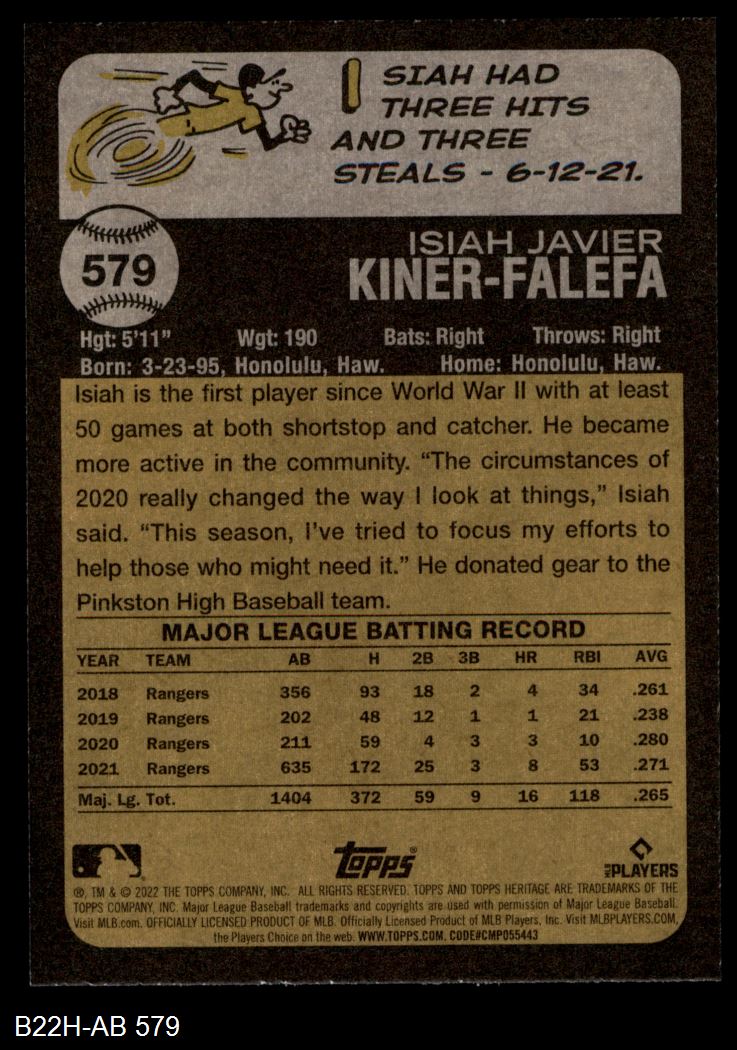 ISIAH HAD
THREE HITS
AND THREE
STEALS - 6-12-21.
579
ISIAH JAVIER
KINER-FALEFA
Hgt: 5'11" Wgt: 190 Bats: Right Throws: Right
Born: 3-23-95, Honolulu, Haw. Home: Honolulu, Haw.
Isiah is the first player since World War II with at least
50 games at both shortstop and catcher. He became
more active in the community. “The circumstances of
2020 really changed the way I look at things,” Isiah
said. “This season, I’ve tried to focus my efforts to
help those who might need it.” He donated gear to the
Pinkston High Baseball team.
MAJOR LEAGUE BATTING RECORD
YEAR TEAM AB H 2B 3B HR RBI AVG
2018 Rangers 356 93 18 2 4 34 .261
2019 Rangers 202 48 12 1 1 21 .238
2020 Rangers 211 59 4 3 3 10 .280
2021 Rangers 635 172 25 3 8 53 .271
Maj. Lg. Tot. 1404 372 59 9 16 118 .265
TOPPS® MLB PLAYERS
®, TM & © 2022 THE TOPPS COMPANY, INC. ALL RIGHTS RESERVED. TOPPS AND TOPPS HERITAGE ARE TRADEMARKS OF THE
TOPPS COMPANY, INC. Major League Baseball trademarks and copyrights are used with permission of Major League Baseball.
Visit MLB.com. OFFICIALLY LICENSED PRODUCT OF MLB. Officially Licensed Product of MLB Players, Inc. Visit MLBPLAYERS.COM,
the Players Choice on the web. WWW.TOPPS.COM. CODE#CMP055443
B22H-AB 579